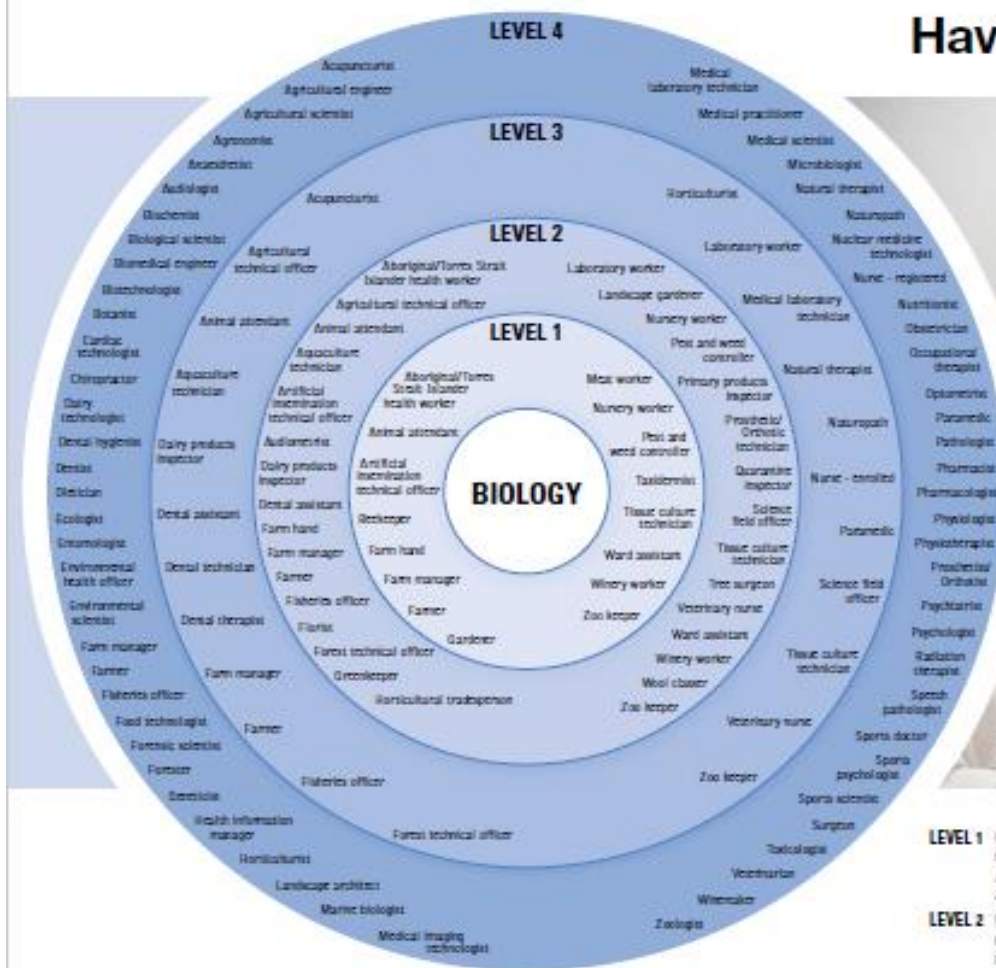 Hav
LEVEL 4
Acupuncturist
Agricultural engineer
Agricultural scientist
Agronomist
Anaesthetist
Audiologist
Biochemist
Biological scientist
Biomedical engineer
Biotechnologist
Botanist
Cardiac
technologist
Chiropractor
Dairy
technologist
Dental hygienist
Dentist
Dietician
Ecologist
Entomologist
Environmental
health officer
Environmental
scientist
Farm manager
Farmer
Fisheries officer
Food technologist
Forensic scientist
Forester
Geneticist
Health information
manager
Horticulturist
Landscape architect
Marine biologist
Medical imaging
technologist
Medical
laboratory technician
Medical practitioner
Medical scientist
Microbiologist
Natural therapist
Naturopath
Nuclear medicine
technologist
Nurse - registered
Nutritionist
Obstetrician
Occupational
therapist
Optometrist
Paramedic
Pathologist
Pharmacist
Pharmacologist
Physiologist
Physiotherapist
Prosthetist/
Orthotist
Psychiatrist
Psychologist
Radiation
therapist
Speech
pathologist
Sports doctor
Sports
psychologist
Sports scientist
Surgeon
Toxicologist
Veterinarian
Winemaker
Zoologist
LEVEL 3
Acupuncturist
Agricultural
technical officer
Animal attendant
Aquaculture
technician
Dairy products
inspector
Dental assistant
Dental technician
Dental therapist
Farm manager
Farmer
Fisheries officer
Forest technical officer
Horticulturist
Laboratory worker
Medical laboratory
technician
Natural therapist
Naturopath
Nurse - enrolled
Paramedic
Science field
officer
Tissue culture
technician
Veterinary nurse
Zoo keeper
LEVEL 2
Aboriginal/Torres Strait
Islander health worker
Agricultural technical officer
Animal attendant
Aquaculture
technician
Artificial
insemination
technical officer
Audiometrist
Dairy products
inspector
Dental assistant
Farm hand
Farm manager
Farmer
Fisheries officer
Florist
Forest technical officer
Greenkeeper
Horticultural tradesperson
Laboratory worker
Landscape gardener
Nursery worker
Pest and weed
controller
Primary products
inspector
Prosthetic/
Orthotic
technician
Quarantine
inspector
Science
field officer
Tissue culture
technician
Tree surgeon
Veterinary nurse
Ward assistant
Winery worker
Wool classer
Zoo keeper
LEVEL 1
Aboriginal/Torres
Strait Islander
health worker
Animal attendant
Artificial
insemination
technical officer
Beekeeper
Farm hand
Farm manager
Farmer
Gardener
Meat worker
Nursery worker
Pest and
weed controller
Taxidermist
Tissue culture
technician
Ward assistant
Winery worker
Zoo keeper
BIOLOGY
LEVEL 1
LEVEL 2